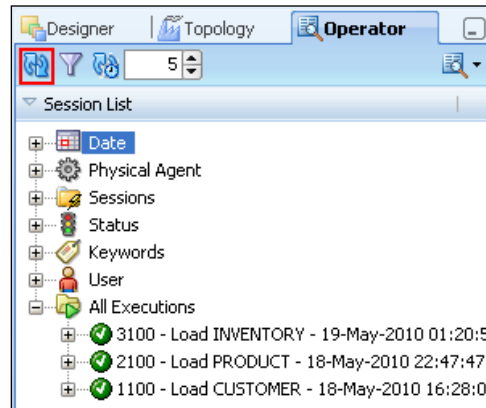 Designer Topology Operator
5
Session List
Date
Physical Agent
Sessions
Status
Keywords
User
All Executions
3100 - Load INVENTORY - 19-May-2010 01:20:5
2100 - Load PRODUCT - 18-May-2010 22:47:47
1100 - Load CUSTOMER - 18-May-2010 16:28:0